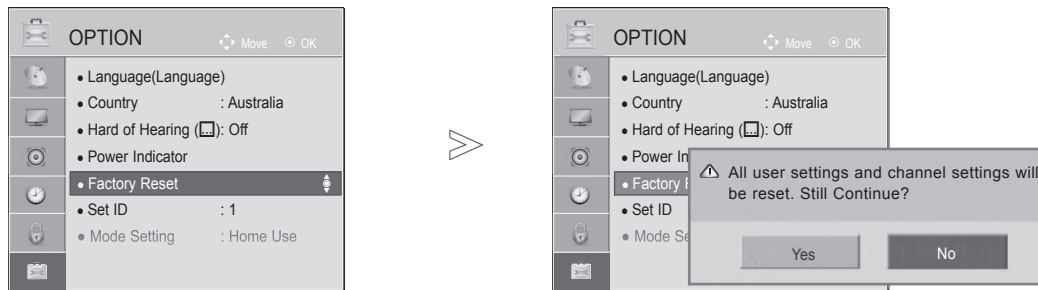 OPTION
Move OK
• Language(Language)
• Country : Australia
• Hard of Hearing (...): Off
• Power Indicator
• Factory Reset
• Set ID : 1
• Mode Setting : Home Use
OPTION
Move OK
• Language(Language)
• Country : Australia
• Hard of Hearing (...): Off
• Power In
• Factory R
• Set ID
• Mode Se
All user settings and channel settings will
be reset. Still Continue?
Yes No